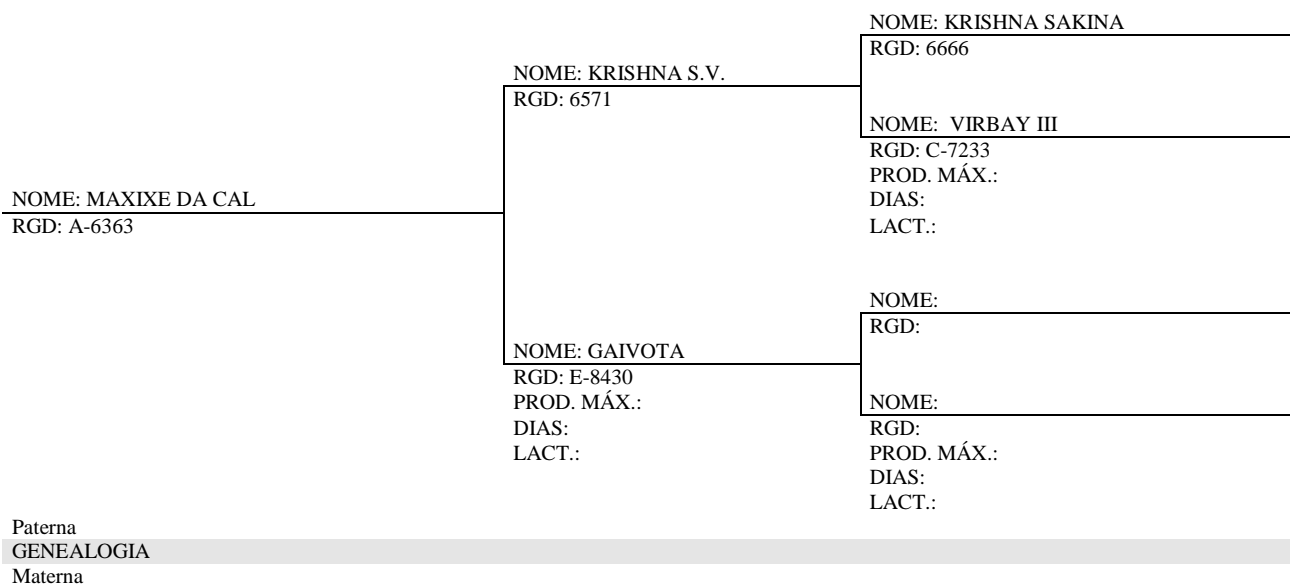 NOME: KRISHNA SAKINA
RGD: 6666
NOME: KRISHNA S.V.
RGD: 6571
NOME: VIRBAY III
RGD: C-7233
PROD. MÁX.:
DIAS:
LACT.:
NOME: MAXIXE DA CAL
RGD: A-6363
NOME:
RGD:
NOME: GAIVOTA
RGD: E-8430
PROD. MÁX.:
DIAS:
LACT.:
NOME:
RGD:
PROD. MÁX.:
DIAS:
LACT.:
Paterna
GENEALOGIA
Materna